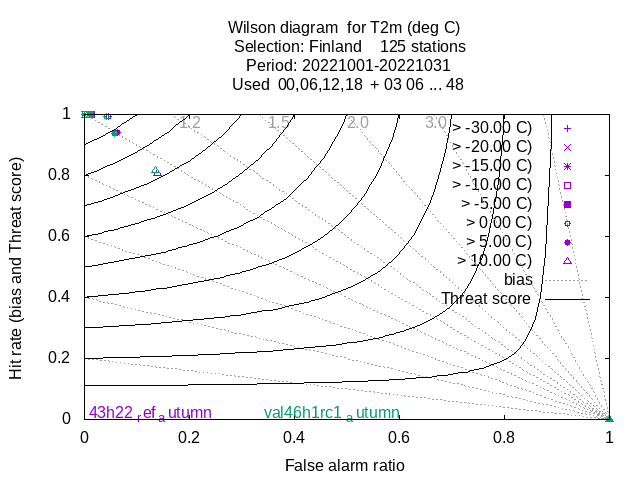 Wilson diagram  for T2m (deg C)
Selection: Finland    125 stations
Period: 20221001-20221031
Used  00,06,12,18  + 03 06 ... 48
Hit rate (bias and Threat score)
1
0.8
0.6
0.4
0.2
0
1.2
1.5
2.0
3.0
> -30.00 C)
> -20.00 C)
> -15.00 C)
> -10.00 C)
> -5.00 C)
> 0.00 C)
> 5.00 C)
> 10.00 C)
bias
Threat score
43h22 ref a utumn
val46h1rc1 a utumn
0
0.2
0.4
0.6
0.8
1
False alarm ratio